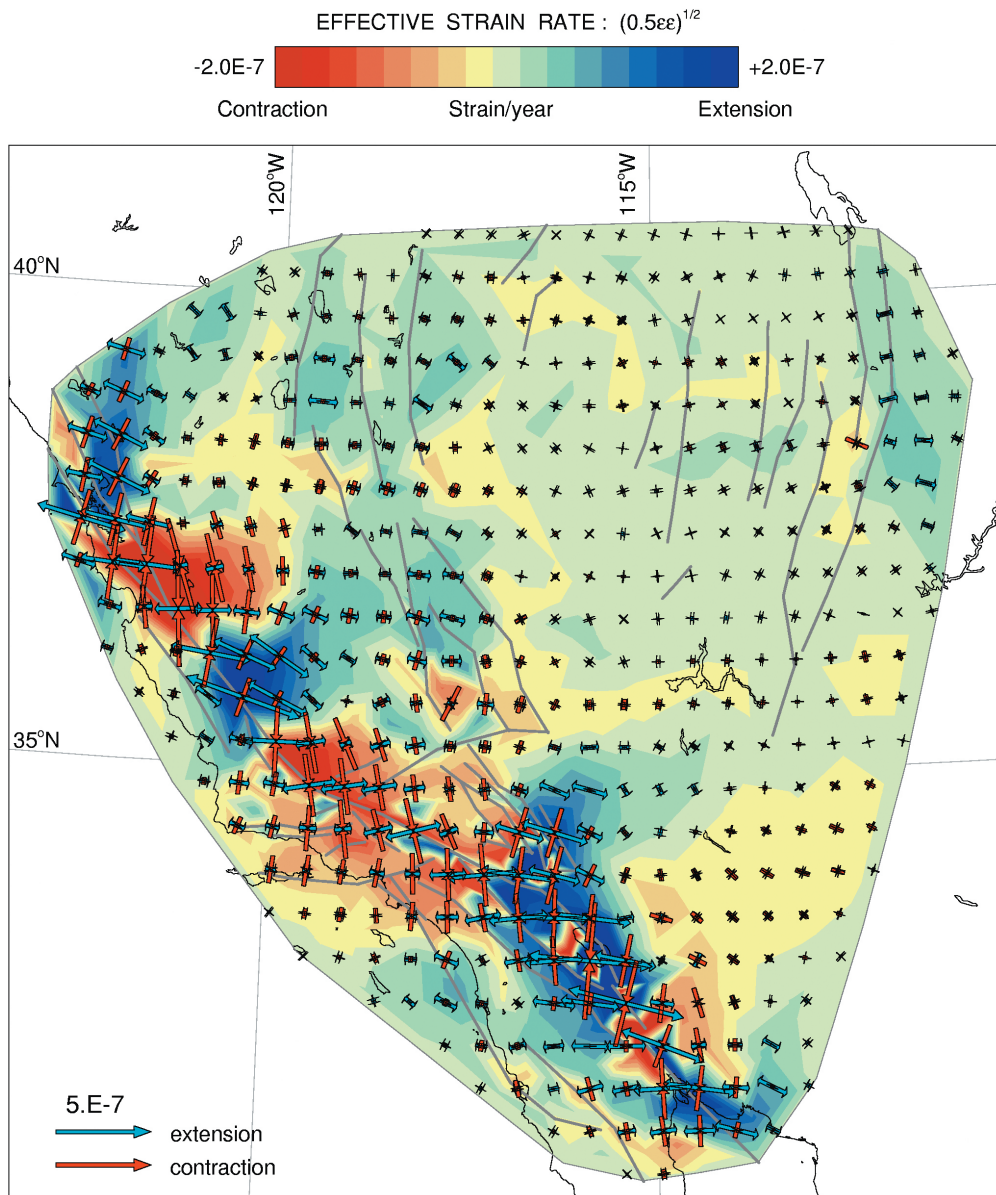 EFFECTIVE STRAIN RATE : (0.5εε)^1/2
-2.0E-7 +2.0E-7
Contraction Strain/year Extension
120°W 115°W
40°N
35°N
5.E-7
extension
contraction